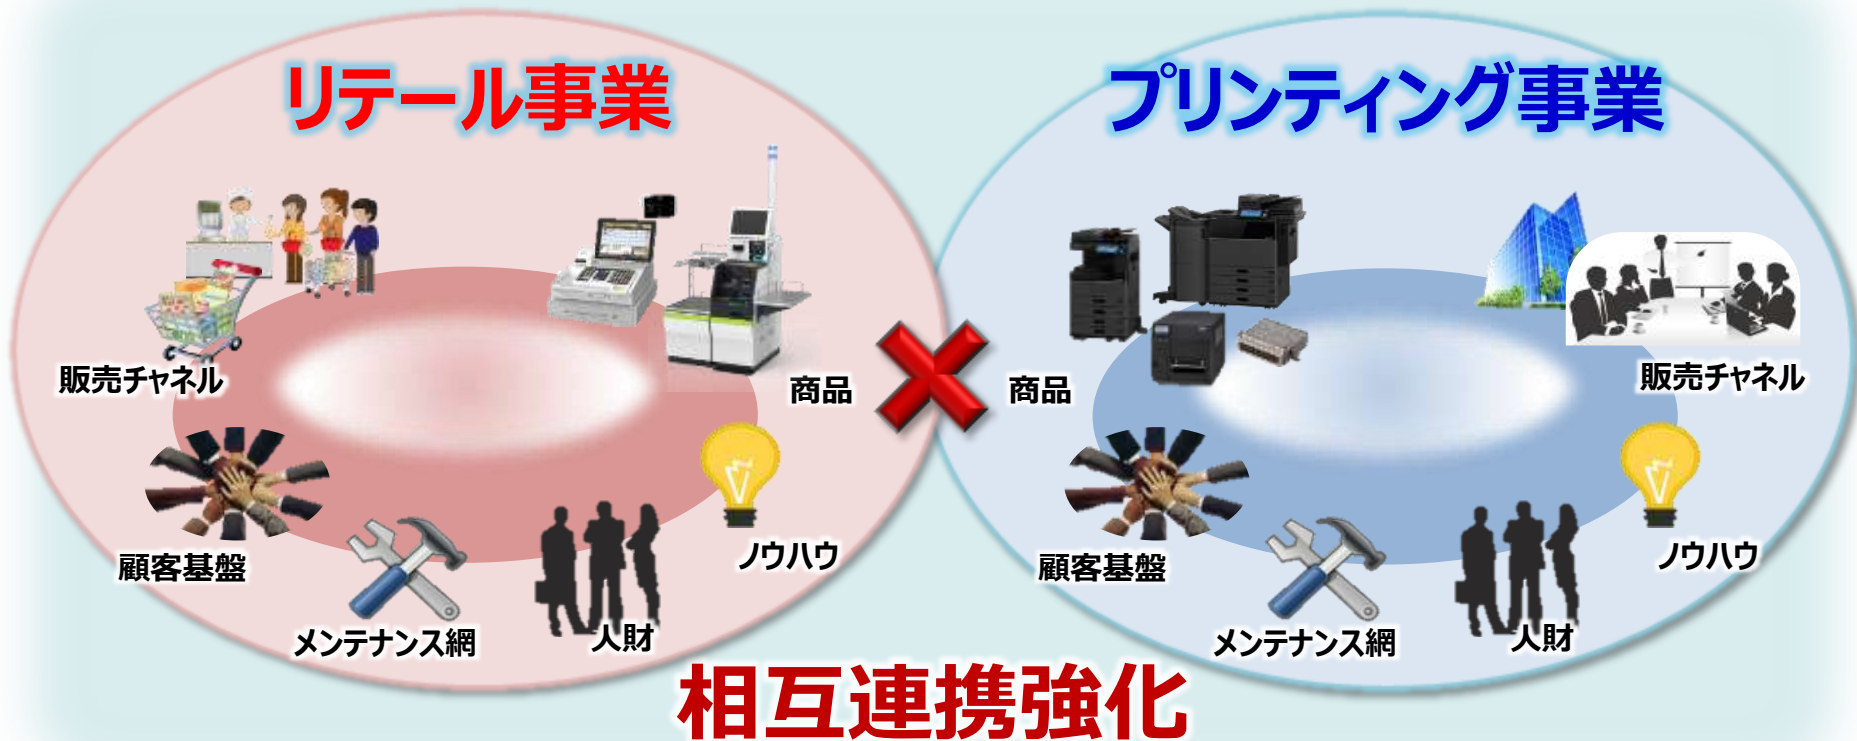 リテール事業
販売チャネル
商品
顧客基盤
メンテナンス網
人財
ノウハウ
プリンティング事業
商品
販売チャネル
顧客基盤
メンテナンス網
人財
ノウハウ
相互連携強化